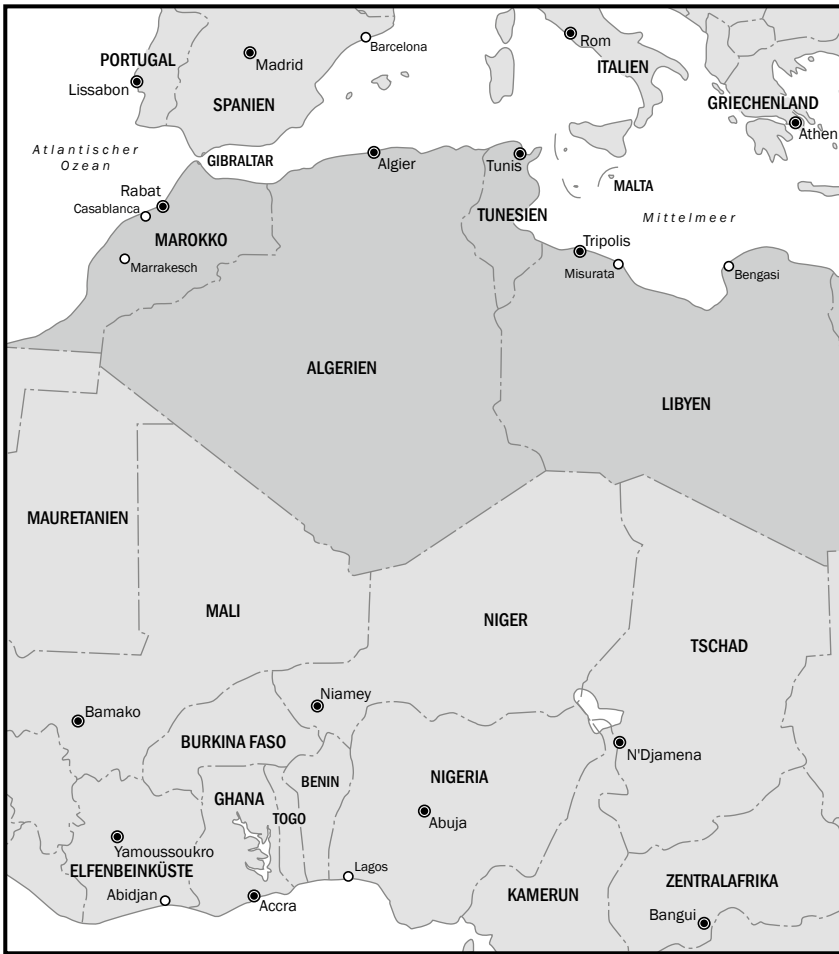 Barcelona
Rom
PORTUGAL
Madrid
ITALIEN
Lissabon
SPANIEN
GRIECHENLAND
Athen
Atlantischer
Ozean
GIBRALTAR
Algier
Tunis
MALTA
Rabat
Casablanca
TUNESIEN
Mittelmeer
MAROKKO
Tripolis
Marrakesch
Misurata
Bengasi
ALGERIEN
LIBYEN
MAURETANIEN
MALI
NIGER
TSCHAD
Niamey
Bamako
BURKINA FASO
N'Djamena
BENIN
NIGERIA
GHANA
TOGO
Abuja
Yamoussoukro
ELFENBEINKÜSTE
Lagos
ZENTRALAFRIKA
Abidjan
Accra
KAMERUN
Bangui